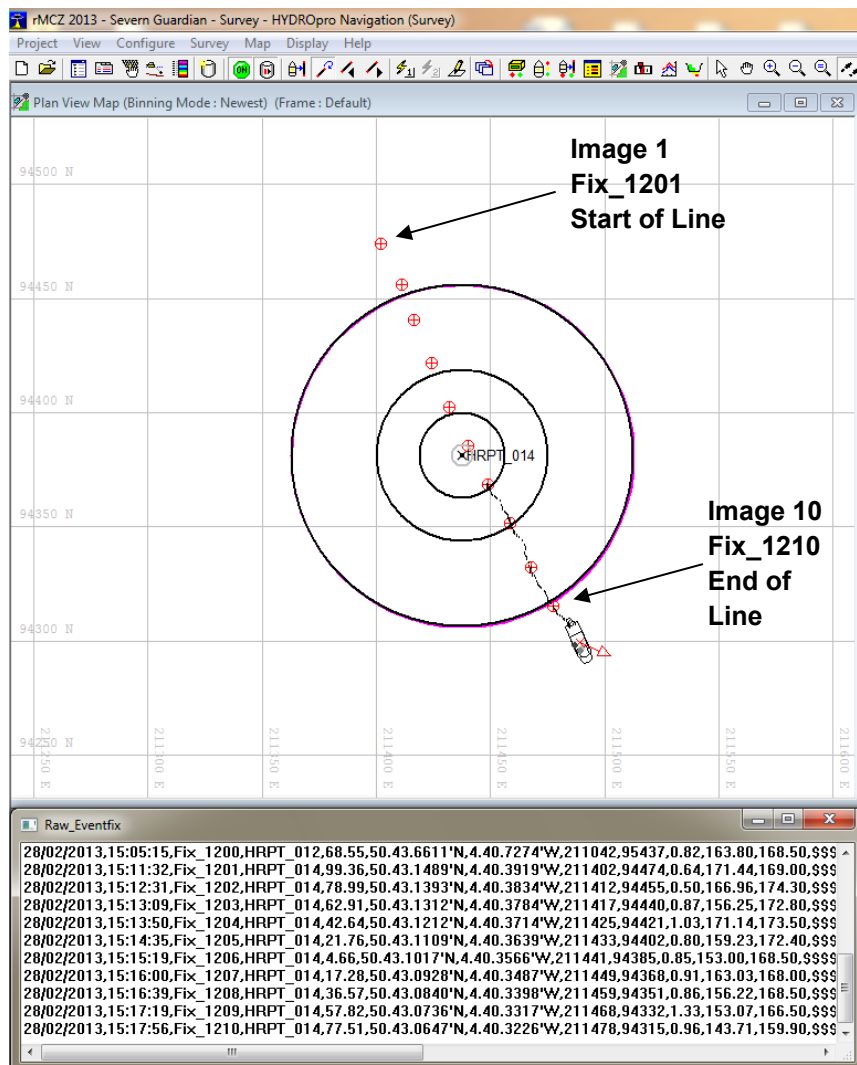 rMCZ 2013 - Severn Guardian - Survey - HYDROpro Navigation (Survey)
Project View Configure Survey Map Display Help
Plan View Map (Binning Mode : Newest) (Frame : Default)
Image 1
Fix_1201
Start of Line
94500 N
94450 N
94400 N
HRPT_014
94350 N
Image 10
Fix_1210
End of
Line
94300 N
94250 N
211250 E
211300 E
211350 E
211400 E
211450 E
211500 E
211550 E
211600 E
Raw_Eventfix
28/02/2013,15:05:15,Fix_1200,HRPT_012,68.55,50.43.6611'N,4.40.7274'W,211042,95437,0.82,163.80,168.50,$$$
28/02/2013,15:11:32,Fix_1201,HRPT_014,99.36,50.43.1489'N,4.40.3919'W,211402,94474,0.64,171.44,169.00,$$$
28/02/2013,15:12:31,Fix_1202,HRPT_014,78.99,50.43.1393'N,4.40.3834'W,211412,94455,0.50,166.96,174.30,$$$
28/02/2013,15:13:09,Fix_1203,HRPT_014,62.91,50.43.1312'N,4.40.3784'W,211417,94440,0.87,156.25,172.80,$$$
28/02/2013,15:13:50,Fix_1204,HRPT_014,42.64,50.43.1212'N,4.40.3714'W,211425,94421,1.03,171.14,173.50,$$$
28/02/2013,15:14:35,Fix_1205,HRPT_014,21.76,50.43.1109'N,4.40.3639'W,211433,94402,0.80,159.23,172.40,$$$
28/02/2013,15:15:19,Fix_1206,HRPT_014,4.66,50.43.1017'N,4.40.3566'W,211441,94385,0.85,153.00,168.50,$$$
28/02/2013,15:16:00,Fix_1207,HRPT_014,17.28,50.43.0928'N,4.40.3487'W,211449,94368,0.91,163.03,168.00,$$$
28/02/2013,15:16:39,Fix_1208,HRPT_014,36.57,50.43.0840'N,4.40.3398'W,211459,94351,0.86,156.22,168.50,$$$
28/02/2013,15:17:19,Fix_1209,HRPT_014,57.82,50.43.0736'N,4.40.3317'W,211468,94332,1.33,153.07,166.50,$$$
28/02/2013,15:17:56,Fix_1210,HRPT_014,77.51,50.43.0647'N,4.40.3226'W,211478,94315,0.96,143.71,159.90,$$$